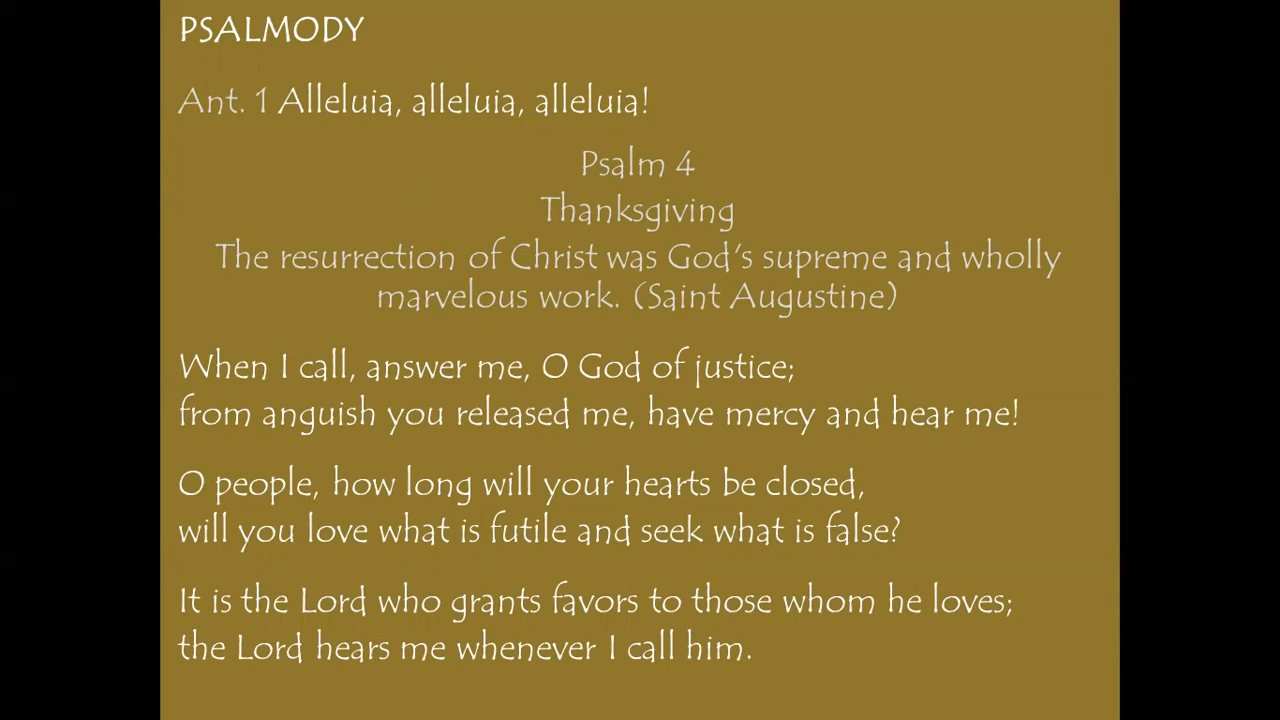 PSALMODY
Ant. 1 Alleluia, alleluia, alleluia!
Psalm 4
Thanksgiving
The resurrection of Christ was God's supreme and wholly
marvelous work. (Saint Augustine)
When I call, answer me, O God of justice;
from anguish you released me, have mercy and hear me!
O people, how long will your hearts be closed,
will you love what is futile and seek what is false?
It is the Lord who grants favors to those whom he loves;
the Lord hears me whenever I call him.